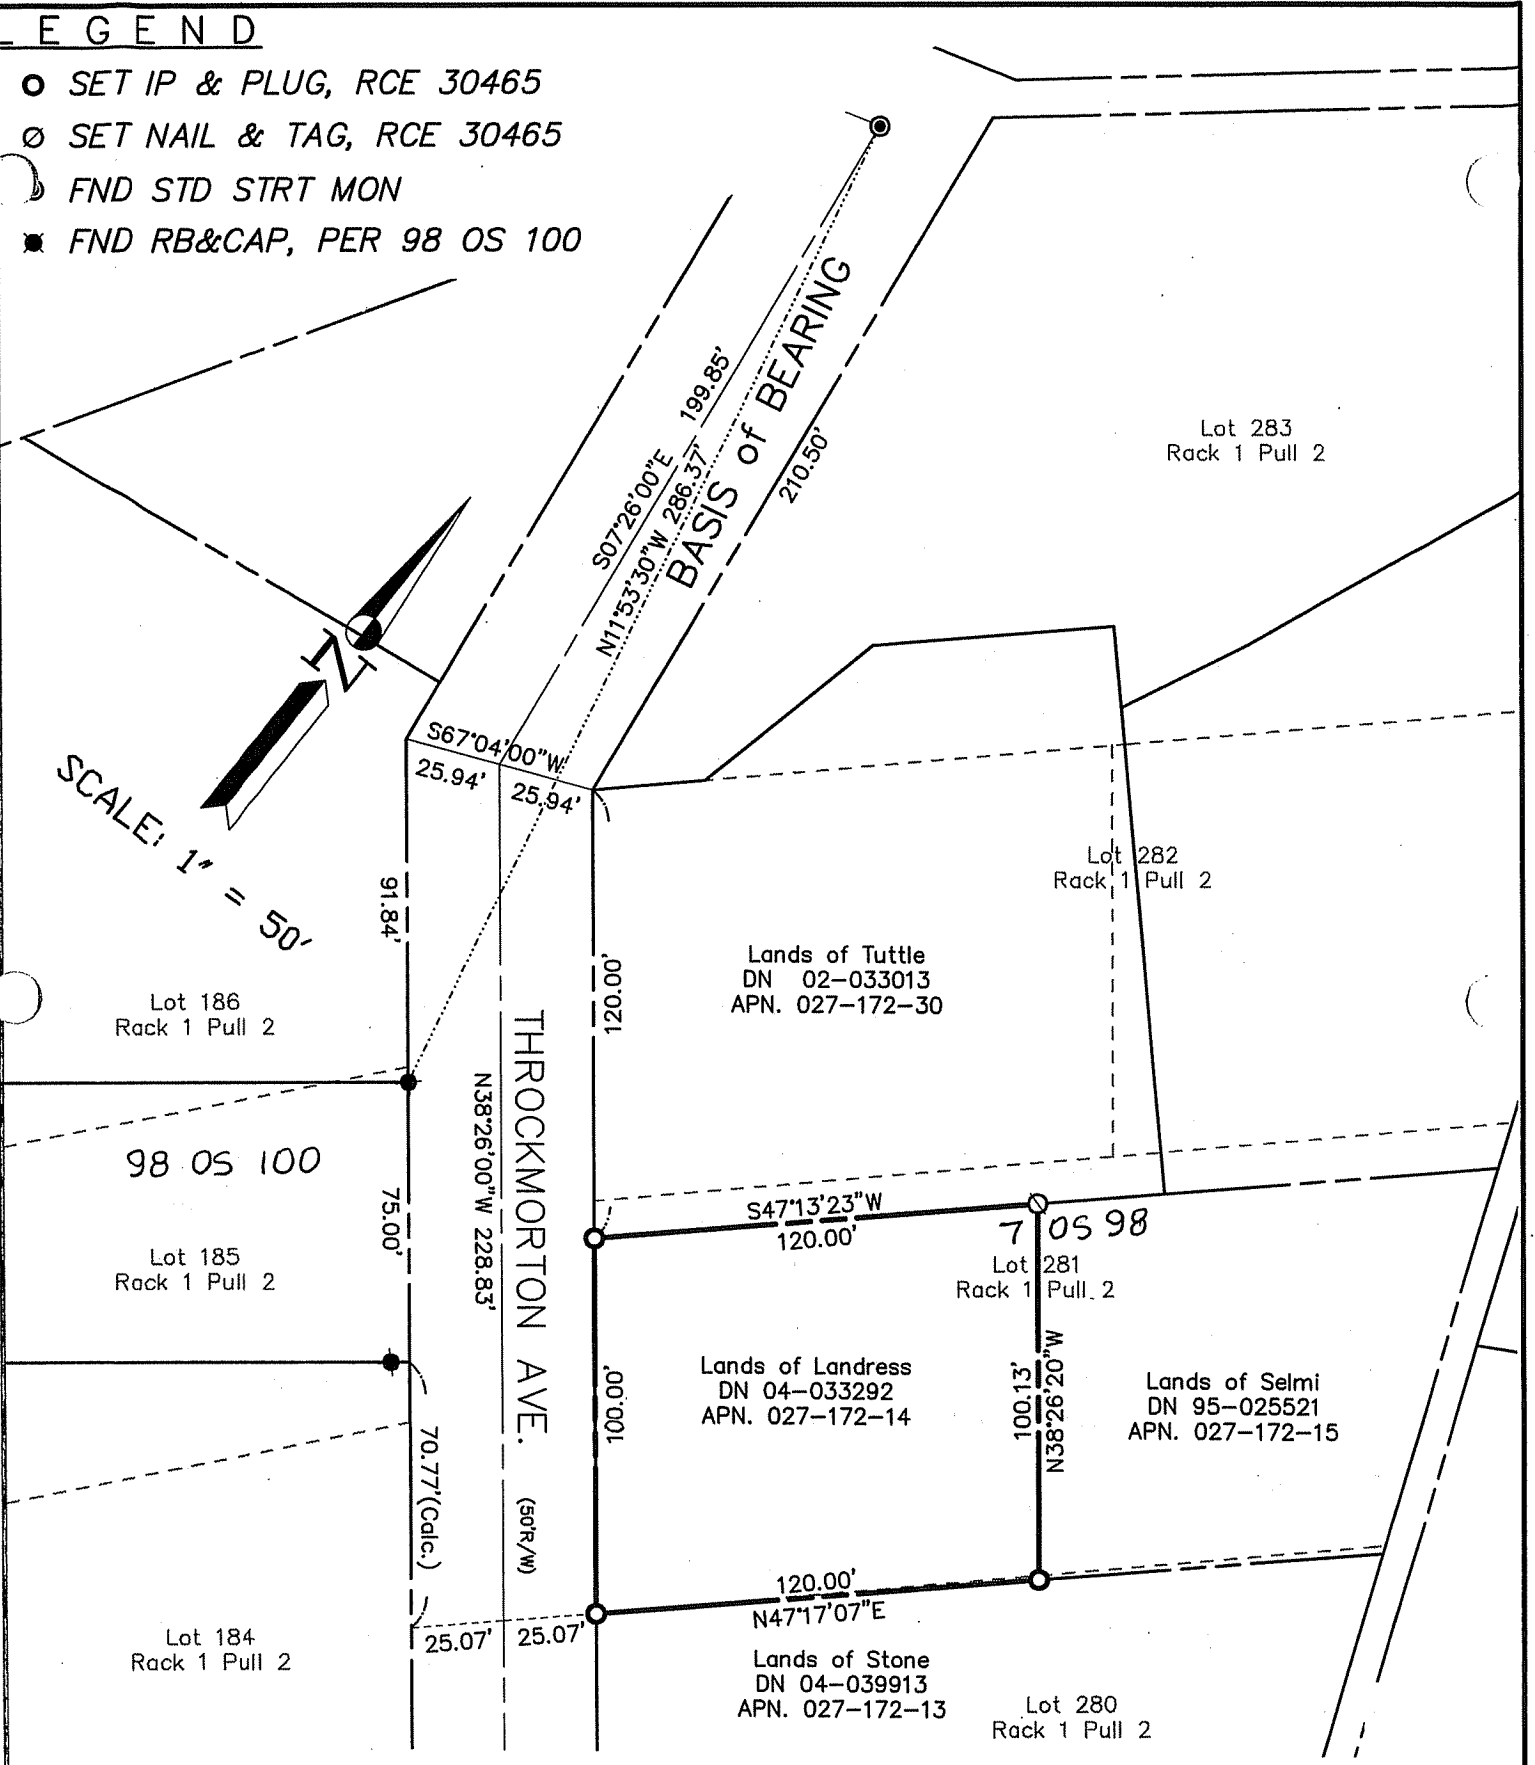 LEGEND
SET IP & PLUG, RCE 30465
SET NAIL & TAG, RCE 30465
FND STD STRT MON
FND RB&CAP, PER 98 OS 100
BASIS of BEARING
S07°26'00"E 199.85'
N11°53'30"W 286.37'
210.50'
Lot 283
Rack 1 Pull 2
N
SCALE: 1" = 50'
S67°04'00"W
25.94'
25.94'
91.84'
120.00'
Lot 282
Rack 1 Pull 2
Lands of Tuttle
DN 02-033013
APN. 027-172-30
Lot 186
Rack 1 Pull 2
THROCKMORTON AVE. (50'R/W)
N38°26'00"W 228.83'
98 OS 100
75.00'
S47°13'23"W
120.00'
7 OS 98
Lot 281
Rack 1 Pull 2
Lot 185
Rack 1 Pull 2
Lands of Landress
DN 04-033292
APN. 027-172-14
100.00'
100.13'
N38°26'20"W
Lands of Selmi
DN 95-025521
APN. 027-172-15
70.77'(Calc.)
120.00'
N47°17'07"E
25.07'
25.07'
Lot 184
Rack 1 Pull 2
Lands of Stone
DN 04-039913
APN. 027-172-13
Lot 280
Rack 1 Pull 2